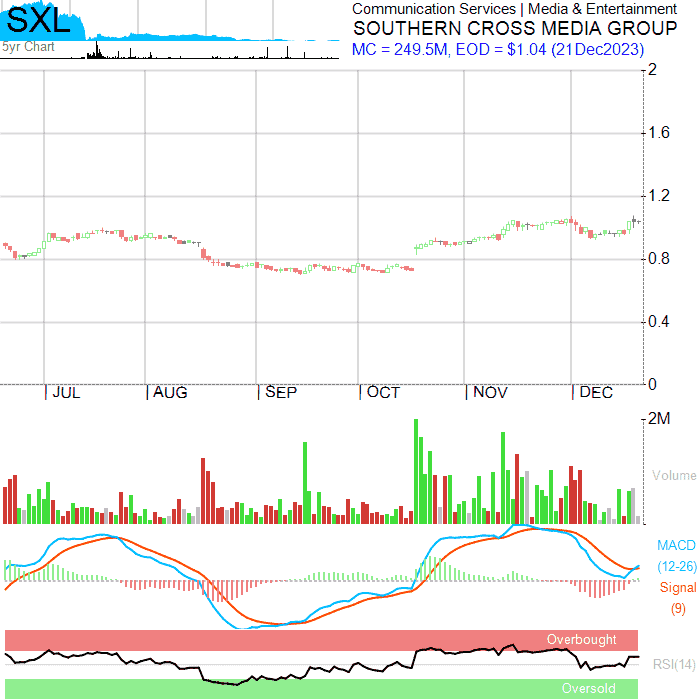 SXL
5yr Chart
Communication Services | Media & Entertainment
SOUTHERN CROSS MEDIA GROUP
MC = 249.5M, EOD = $1.04 (21Dec2023)
2
1.6
1.2
0.8
0.4
0
JUL AUG SEP OCT NOV DEC
2M
Volume
MACD
(12-26)
Signal
(9)
Overbought
RSI(14)
Oversold